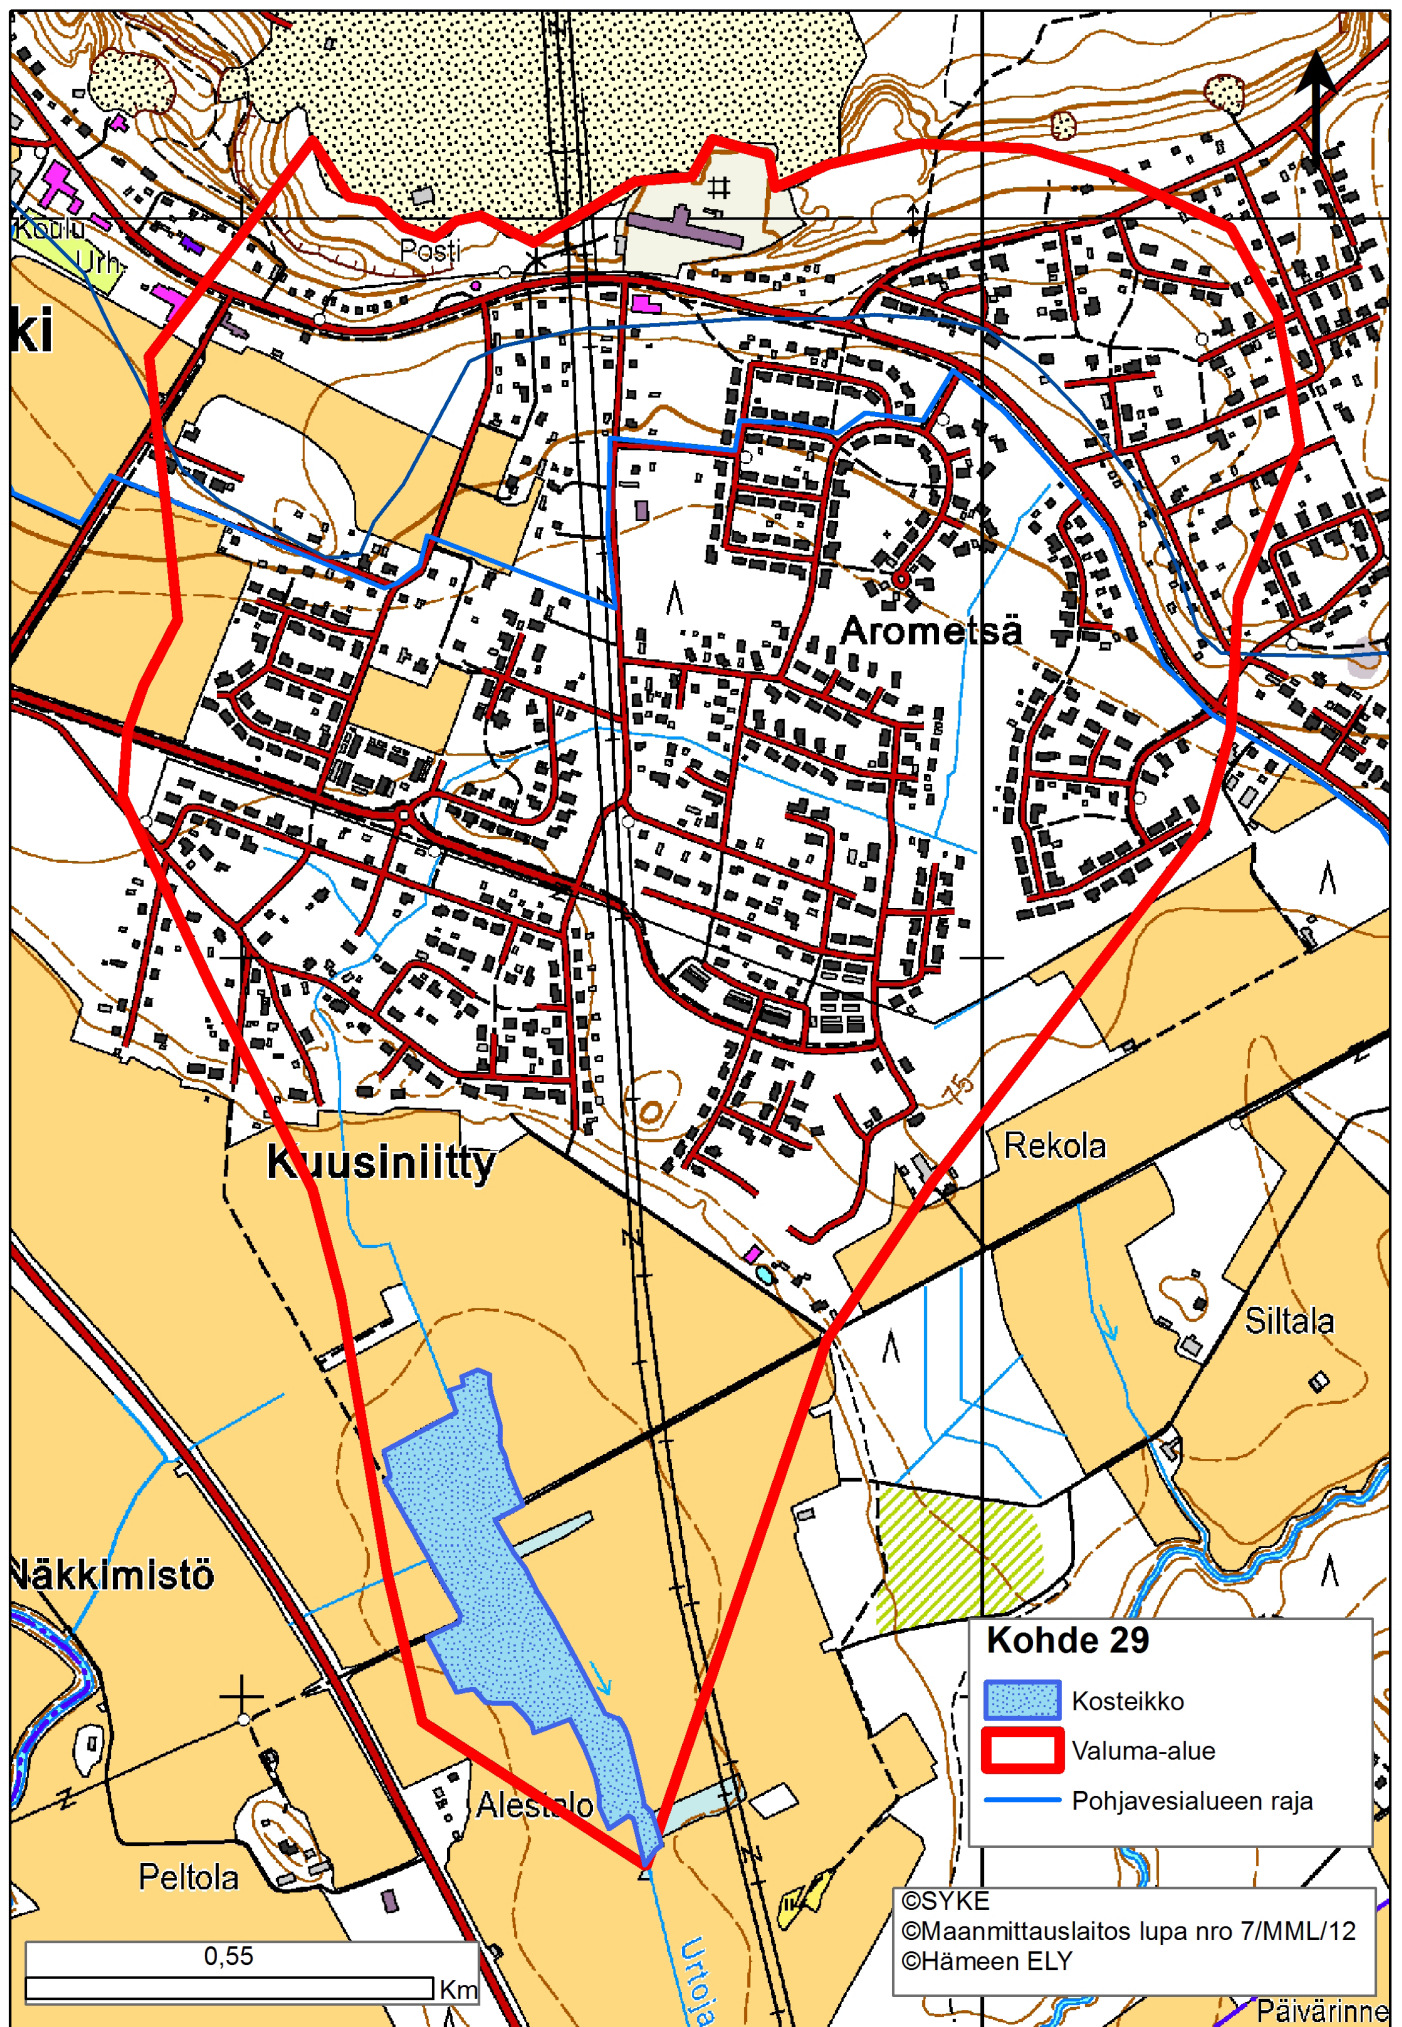 Koulu
Urh.
Posti
ki
Arometsä
75
Kuusiniitty
Rekola
Siltala
Näkkimistö
Kohde 29
Kosteikko
Valuma-alue
Pohjavesialueen raja
Alestalo
Peltola
©SYKE
©Maanmittauslaitos lupa nro 7/MML/12
©Hämeen ELY
0,55
Km
Urtoja
Päivärinne